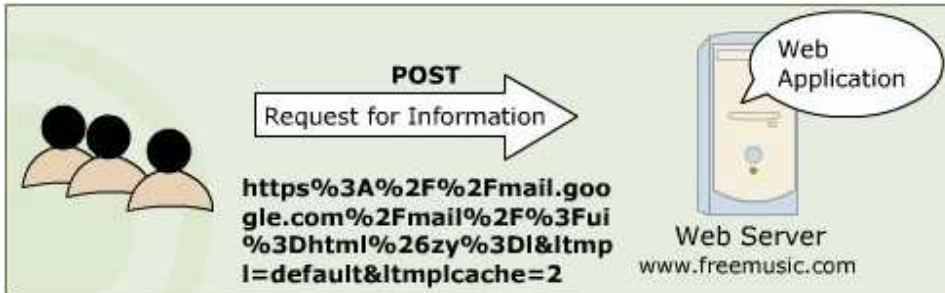 POST
Request for Information
https%3A%2F%2Fmail.goo
gle.com%2Fmail%2F%3Fui
%3Dhtml%26zy%3Dl&ltmp
l=default&ltmplcache=2
Web
Application
Web Server
www.freemusic.com